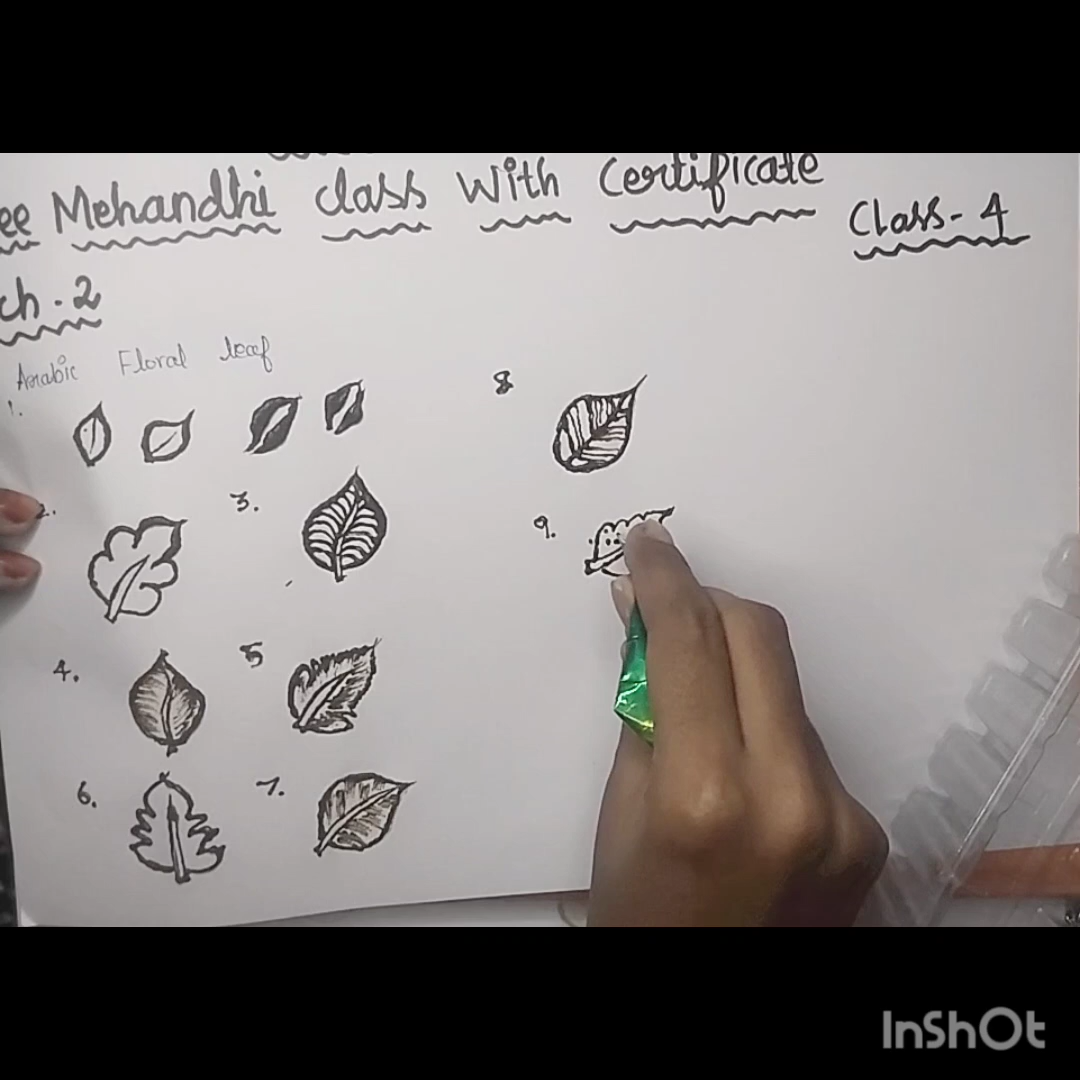 ee Mehandhi class With Certificate
Class - 4
ch - 2
Arabic Floral leaf
1.
2.
3.
4.
5
6.
7.
8
9.
InShOt